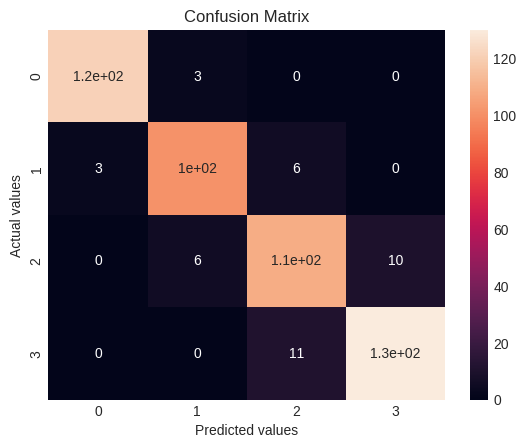 Confusion Matrix
Actual values
0 1.2e+02 3 0 0
1 3 1e+02 6 0
2 0 6 1.1e+02 10
3 0 0 11 1.3e+02
0 1 2 3
Predicted values
120
100
80
60
40
20
0